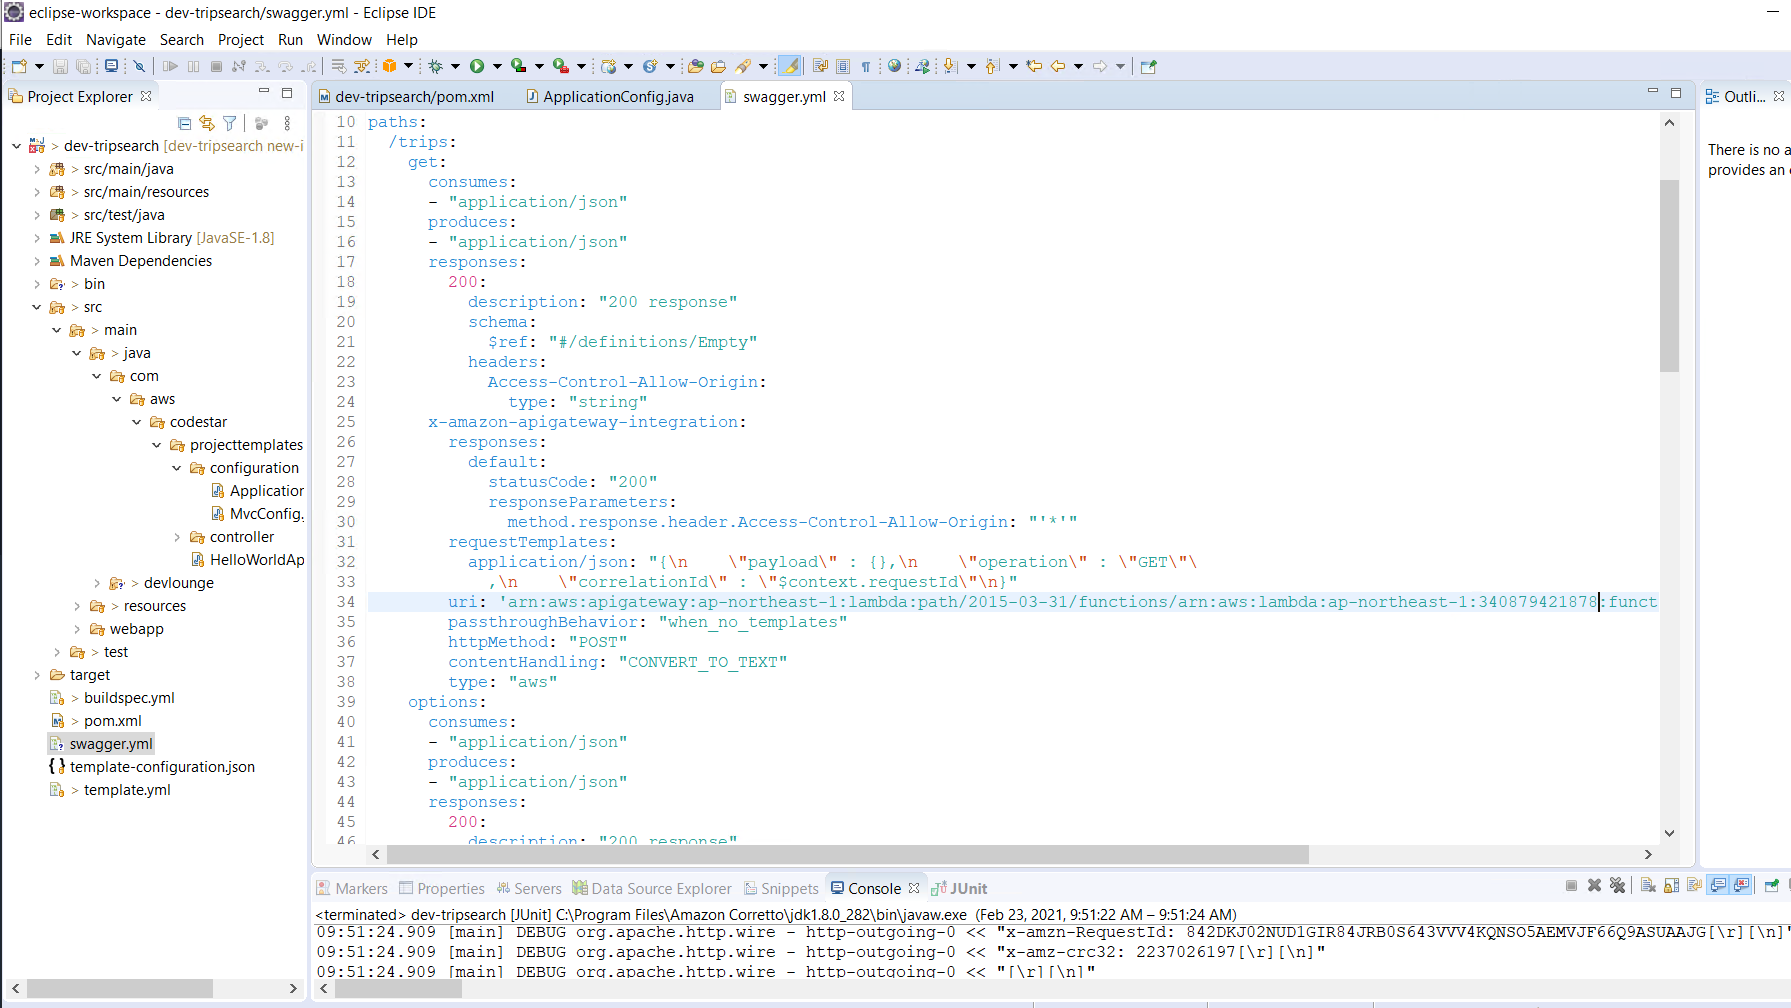 eclipse-workspace - dev-tripsearch/swagger.yml - Eclipse IDE
File Edit Navigate Search Project Run Window Help
Project Explorer
dev-tripsearch/pom.xml ApplicationConfig.java swagger.yml
Outli...
There is no a
provides an
> dev-tripsearch [dev-tripsearch new-i
> src/main/java
> src/main/resources
> src/test/java
JRE System Library [JavaSE-1.8]
Maven Dependencies
> bin
> src
> main
> java
com
aws
codestar
projecttemplates
configuration
Application
MvcConfig.
controller
HelloWorldAp
> devlounge
> resources
> webapp
> test
target
> buildspec.yml
> pom.xml
swagger.yml
template-configuration.json
> template.yml
10 paths:
11 /trips:
12 get:
13 consumes:
14 - "application/json"
15 produces:
16 - "application/json"
17 responses:
18 200:
19 description: "200 response"
20 schema:
21 $ref: "#/definitions/Empty"
22 headers:
23 Access-Control-Allow-Origin:
24 type: "string"
25 x-amazon-apigateway-integration:
26 responses:
27 default:
28 statusCode: "200"
29 responseParameters:
30 method.response.header.Access-Control-Allow-Origin: "'*'"
31 requestTemplates:
32 application/json: "{\n    \"payload\" : {},\n    \"operation\" : \"GET\"\
33 ,\n    \"correlationId\" : \"$context.requestId\"\n}"
34 uri: 'arn:aws:apigateway:ap-northeast-1:lambda:path/2015-03-31/functions/arn:aws:lambda:ap-northeast-1:340879421878:funct
35 passthroughBehavior: "when_no_templates"
36 httpMethod: "POST"
37 contentHandling: "CONVERT_TO_TEXT"
38 type: "aws"
39 options:
40 consumes:
41 - "application/json"
42 produces:
43 - "application/json"
44 responses:
45 200:
46 description: "200 response"
Markers Properties Servers Data Source Explorer Snippets Console JUnit
<terminated> dev-tripsearch [JUnit] C:\Program Files\Amazon Corretto\jdk1.8.0_282\bin\javaw.exe (Feb 23, 2021, 9:51:22 AM – 9:51:24 AM)
09:51:24.909 [main] DEBUG org.apache.http.wire - http-outgoing-0 << "x-amzn-RequestId: 842DKJ02NUD1GIR84JRB0S643VVV4KQNSO5AEMVJF66Q9ASUAAJG[\r][\n]"
09:51:24.909 [main] DEBUG org.apache.http.wire - http-outgoing-0 << "x-amz-crc32: 2237026197[\r][\n]"
09:51:24.909 [main] DEBUG org.apache.http.wire - http-outgoing-0 << "[\r][\n]"